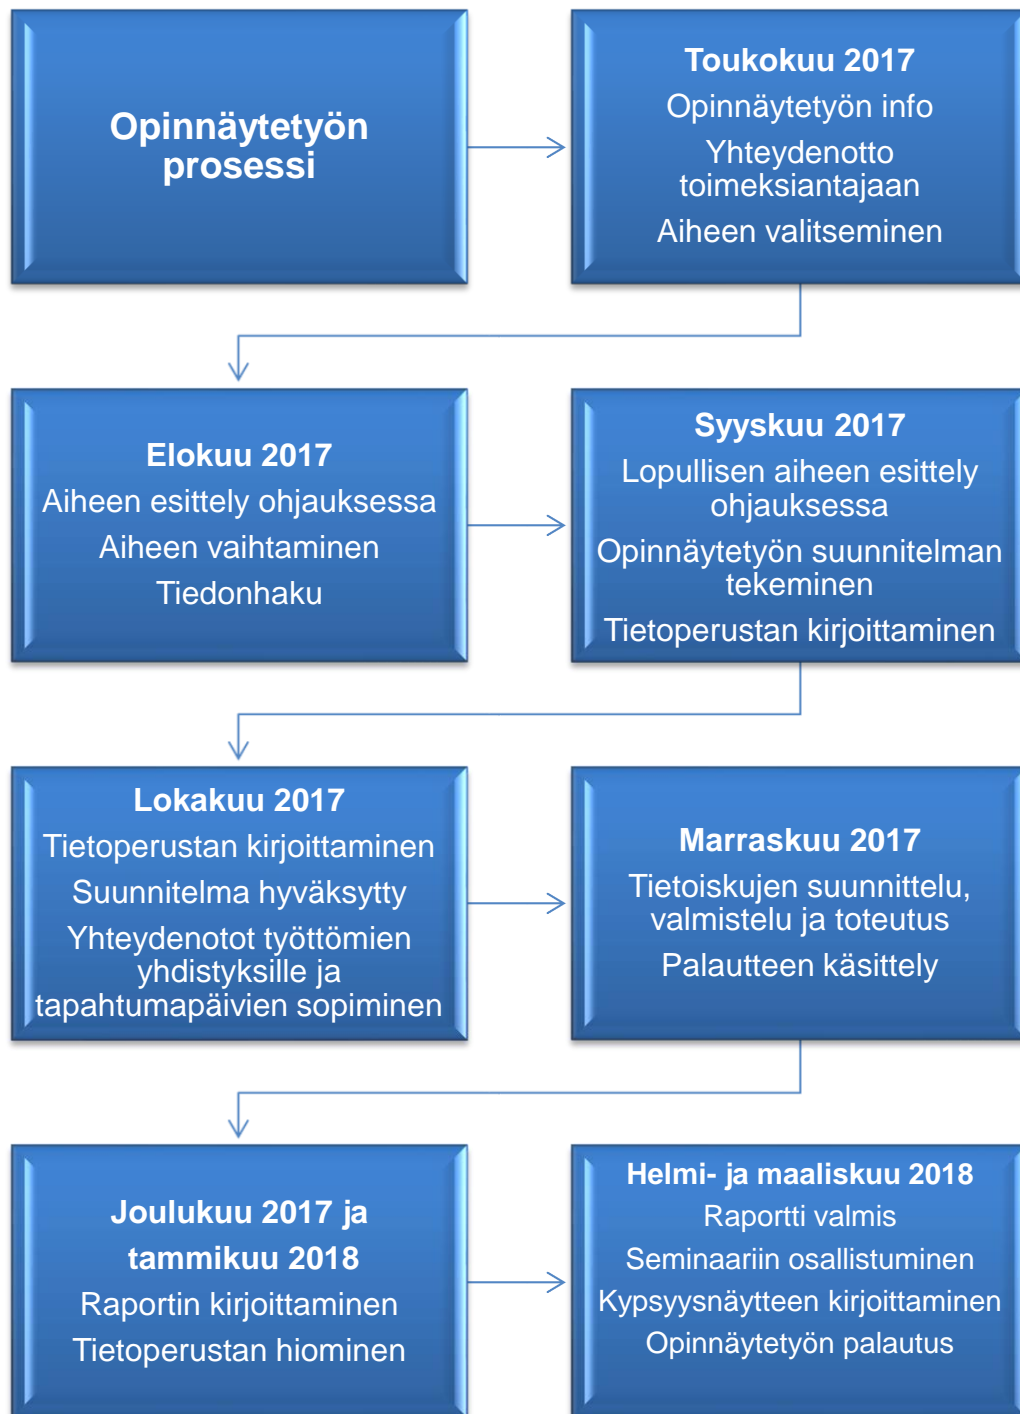 Opinnäytetyön
prosessi
Toukokuu 2017
Opinnäytetyön info
Yhteydenotto
toimeksiantajaan
Aiheen valitseminen
Elokuu 2017
Aiheen esittely ohjauksessa
Aiheen vaihtaminen
Tiedonhaku
Syyskuu 2017
Lopullisen aiheen esittely
ohjauksessa
Opinnäytetyön suunnitelman
tekeminen
Tietoperustan kirjoittaminen
Lokakuu 2017
Tietoperustan kirjoittaminen
Suunnitelma hyväksytty
Yhteydenotot työttömien
yhdistyksille ja
tapahtumapäivien sopiminen
Marraskuu 2017
Tietoiskujen suunnittelu,
valmistelu ja toteutus
Palautteen käsittely
Joulukuu 2017 ja
tammikuu 2018
Raportin kirjoittaminen
Tietoperustan hiominen
Helmi- ja maaliskuu 2018
Raportti valmis
Seminaariin osallistuminen
Kypsyysnäytteen kirjoittaminen
Opinnäytetyön palautus